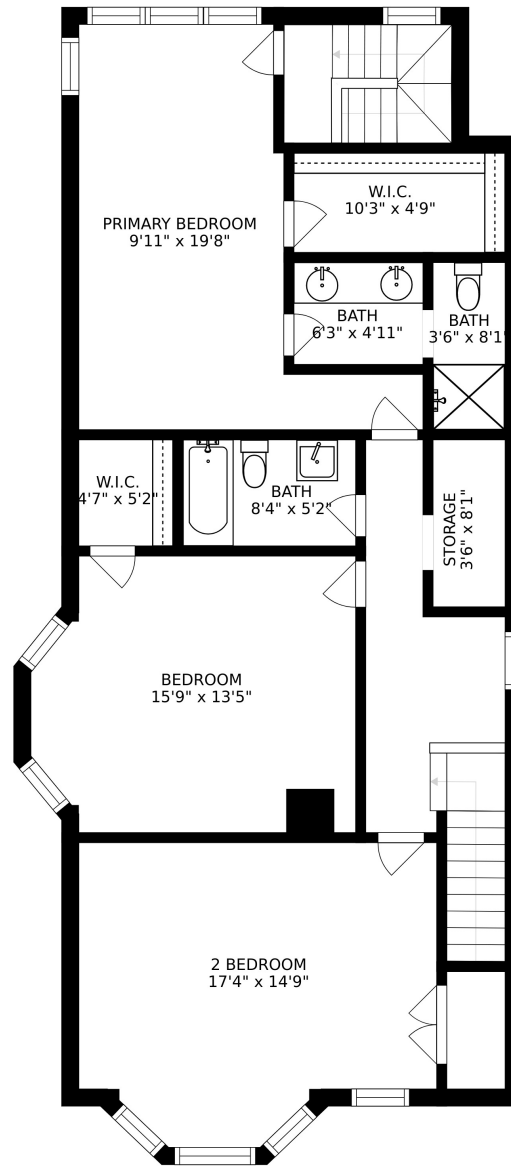 W.I.C.
10'3" x 4'9"
PRIMARY BEDROOM
9'11" x 19'8"
BATH
6'3" x 4'11"
BATH
3'6" x 8'1"
W.I.C.
4'7" x 5'2"
BATH
8'4" x 5'2"
STORAGE
3'6" x 8'1"
BEDROOM
15'9" x 13'5"
2 BEDROOM
17'4" x 14'9"